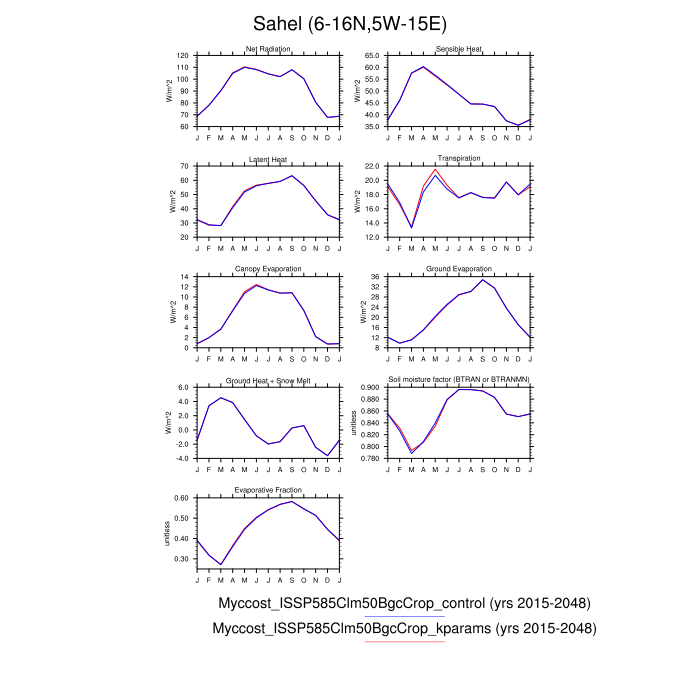 Sahel (6-16N,5W-15E)
Net Radiation
Sensible Heat
W/m^2
120
110
100
90
80
70
60
J F M A M J J A S O N D J
W/m^2
65.0
60.0
55.0
50.0
45.0
40.0
35.0
J F M A M J J A S O N D J
Latent Heat
Transpiration
W/m^2
70
60
50
40
30
20
J F M A M J J A S O N D J
W/m^2
22.0
20.0
18.0
16.0
14.0
12.0
J F M A M J J A S O N D J
Canopy Evaporation
Ground Evaporation
W/m^2
14
12
10
8
6
4
2
0
J F M A M J J A S O N D J
W/m^2
36
32
28
24
20
16
12
8
J F M A M J J A S O N D J
Ground Heat + Snow Melt
Soil moisture factor (BTRAN or BTRANMN)
W/m^2
6.0
4.0
2.0
0.0
-2.0
-4.0
J F M A M J J A S O N D J
unitless
0.900
0.880
0.860
0.840
0.820
0.800
0.780
J F M A M J J A S O N D J
Evaporative Fraction
unitless
0.60
0.50
0.40
0.30
J F M A M J J A S O N D J
Myccost_ISSP585Clm50BgcCrop_control (yrs 2015-2048)
Myccost_ISSP585Clm50BgcCrop_kparams (yrs 2015-2048)